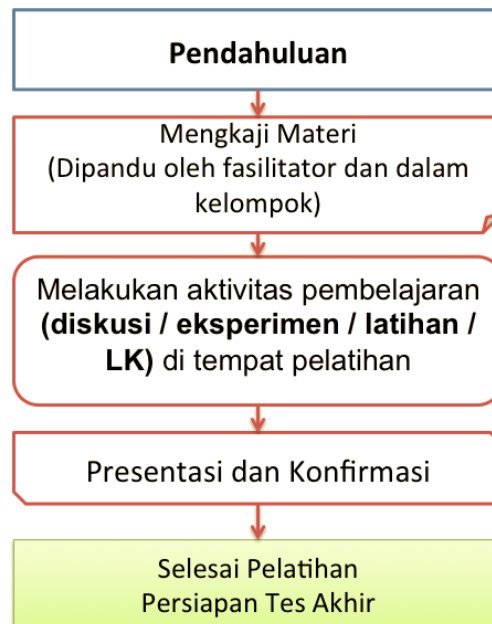 Pendahuluan
Mengkaji Materi
(Dipandu oleh fasilitator dan dalam
kelompok)
Melakukan aktivitas pembelajaran
(diskusi / eksperimen / latihan /
LK) di tempat pelatihan
Presentasi dan Konfirmasi
Selesai Pelatihan
Persiapan Tes Akhir